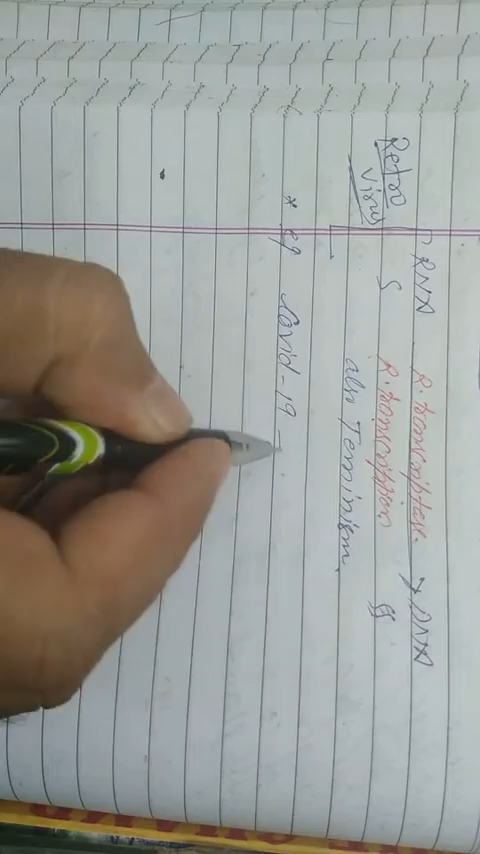 RNA R. transcriptase. → DNA
Retro S R. transcription
virus also Teminism.
* eg Covid-19 -